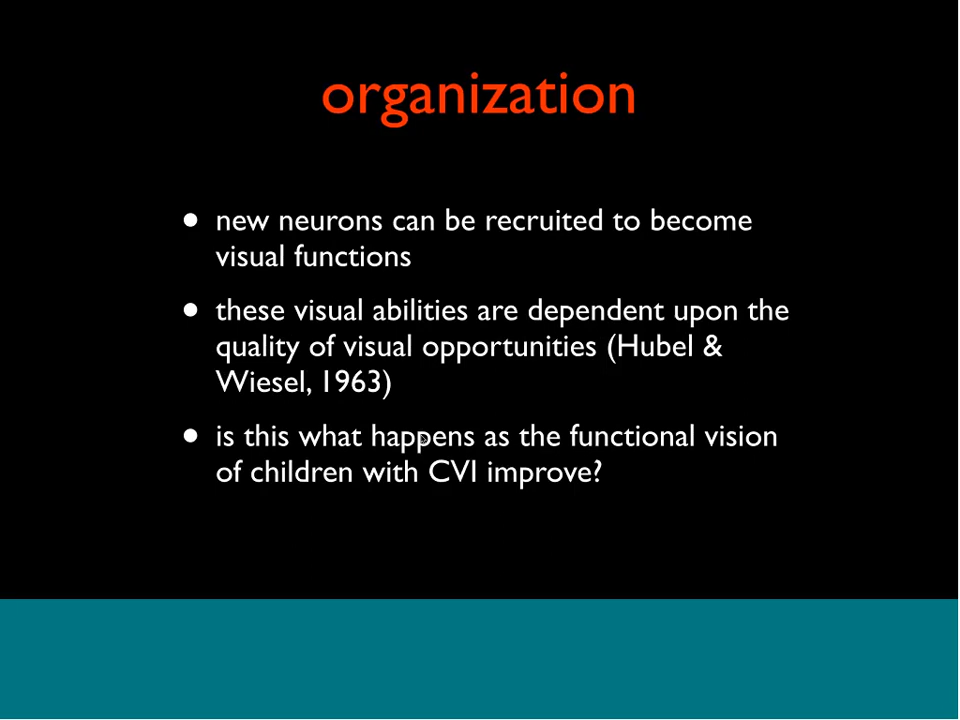 organization
• new neurons can be recruited to become
visual functions
• these visual abilities are dependent upon the
quality of visual opportunities (Hubel &
Wiesel, 1963)
• is this what happens as the functional vision
of children with CVI improve?